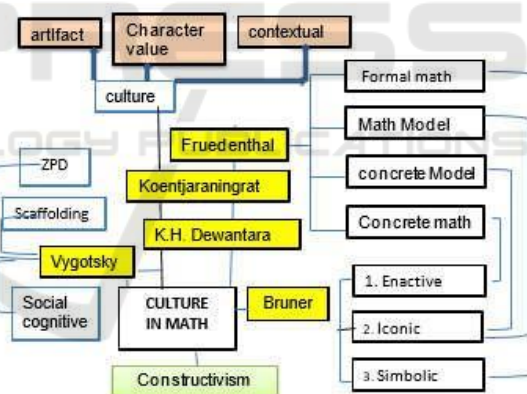 artifact
Character
value
contextual
culture
Formal math
Math Model
Fruedenthal
ZPD
concrete Model
Koentjaraningrat
Scaffolding
Concrete math
K.H. Dewantara
Vygotsky
1. Enactive
Social
cognitive
CULTURE
IN MATH
Bruner
2. Iconic
3. Simbolic
Constructivism